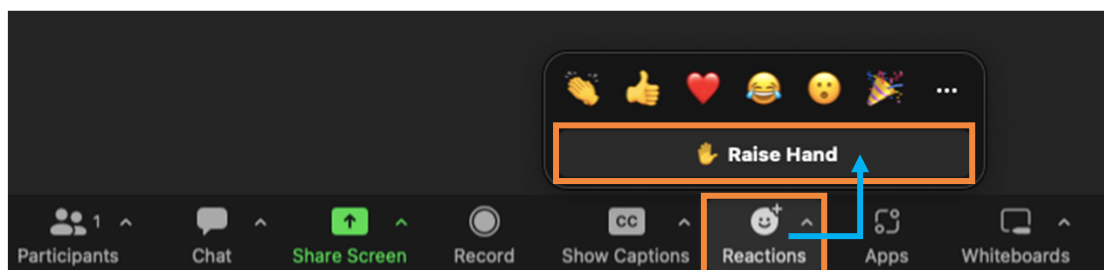 Raise Hand
1
CC
Participants
Chat
Share Screen
Record
Show Captions
Reactions
Apps
Whiteboards